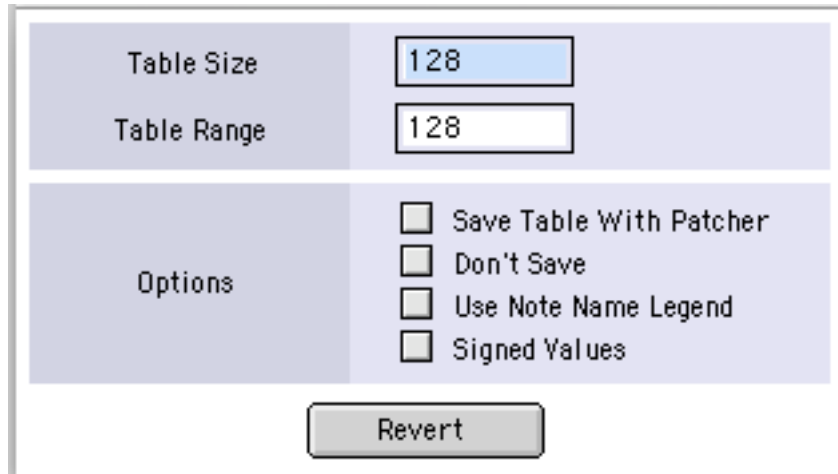 Table Size 128
Table Range 128
Options
Save Table With Patcher
Don't Save
Use Note Name Legend
Signed Values
Revert